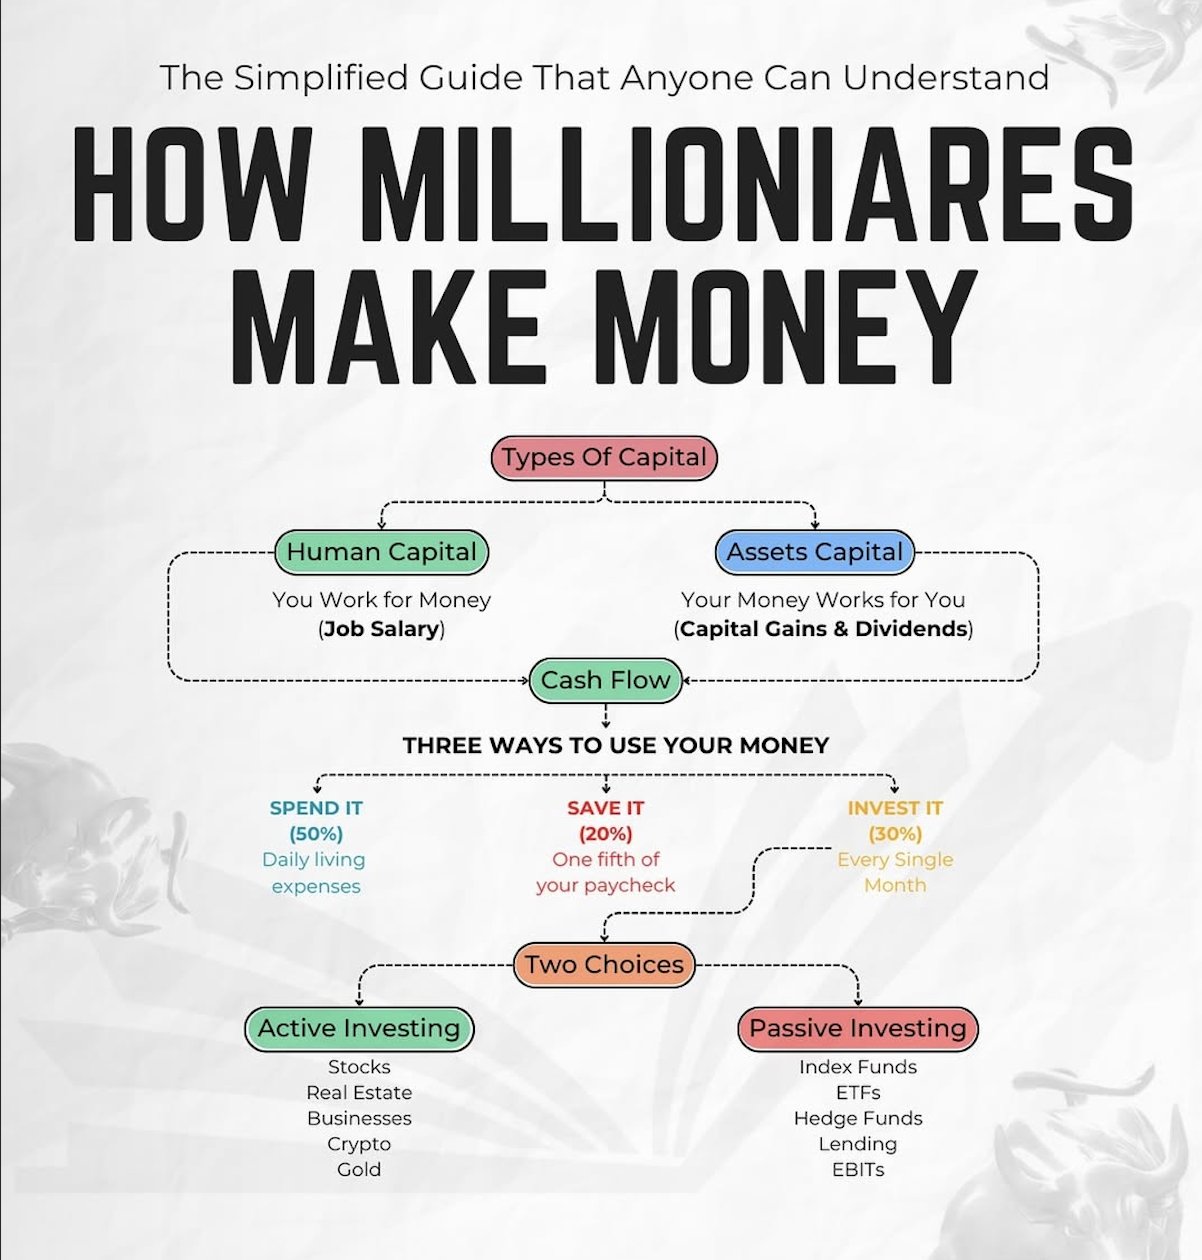 The Simplified Guide That Anyone Can Understand
HOW MILLIONIARES
MAKE MONEY
Types Of Capital
Human Capital
You Work for Money
(Job Salary)
Assets Capital
Your Money Works for You
(Capital Gains & Dividends)
Cash Flow
THREE WAYS TO USE YOUR MONEY
SPEND IT
(50%)
Daily living
expenses
SAVE IT
(20%)
One fifth of
your paycheck
INVEST IT
(30%)
Every Single
Month
Two Choices
Active Investing
Stocks
Real Estate
Businesses
Crypto
Gold
Passive Investing
Index Funds
ETFs
Hedge Funds
Lending
EBITs